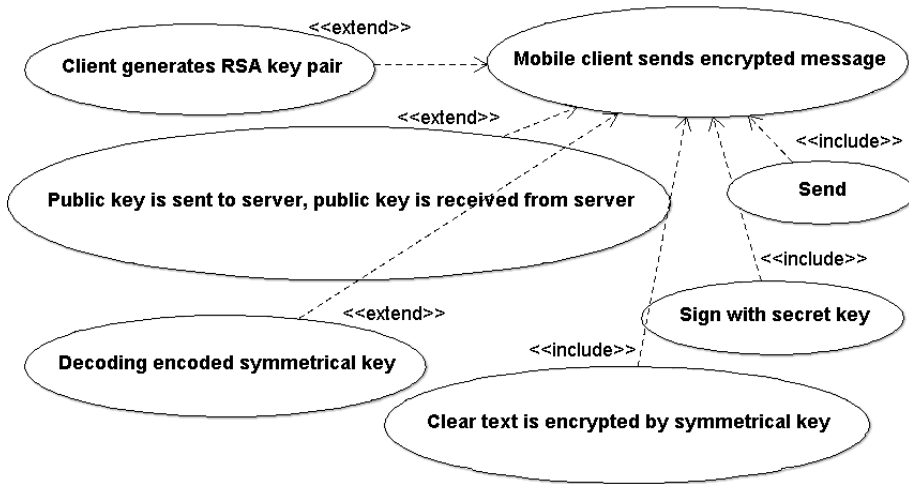 <<extend>>
Client generates RSA key pair
Mobile client sends encrypted message
<<extend>>
<<include>>
Public key is sent to server, public key is received from server
Send
<<include>>
<<extend>>
Sign with secret key
<<include>>
Decoding encoded symmetrical key
Clear text is encrypted by symmetrical key